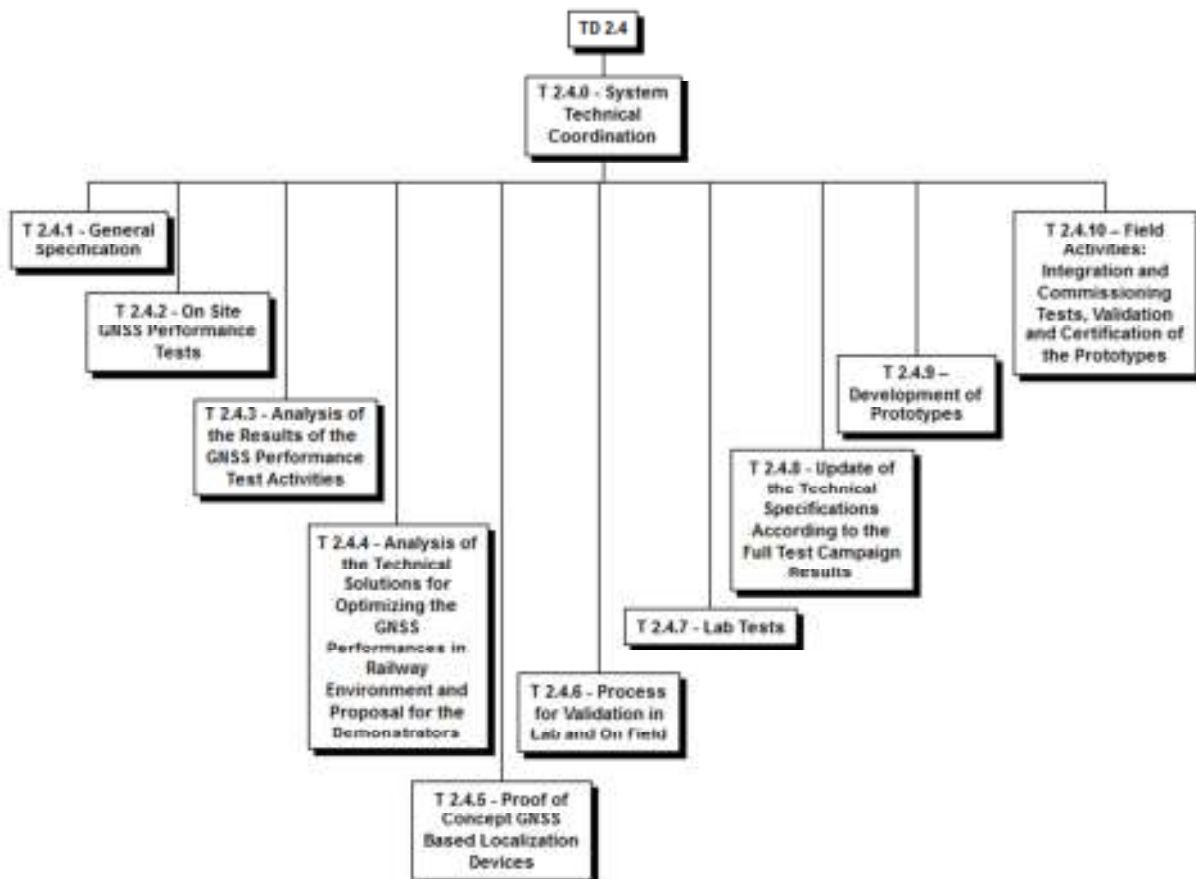 TD 2.4
T 2.4.0 - System
Technical
Coordination
T 2.4.1 - General
Specification
T 2.4.2 - On Site
GNSS Performance
Tests
T 2.4.3 - Analysis of
the Results of the
GNSS Performance
Test Activities
T 2.4.4 - Analysis of
the Technical
Solutions for
Optimizing the
GNSS
Performances in
Railway
Environment and
Proposal for the
Demonstrators
T 2.4.5 - Proof of
Concept GNSS
Based Localization
Devices
T 2.4.6 - Process
for Validation in
Lab and On Field
T 2.4.7 - Lab Tests
T 2.4.8 - Update of
the Technical
Specifications
According to the
Full Test Campaign
Results
T 2.4.9 –
Development of
Prototypes
T 2.4.10 – Field
Activities:
Integration and
Commissioning
Tests, Validation
and Certification of
the Prototypes